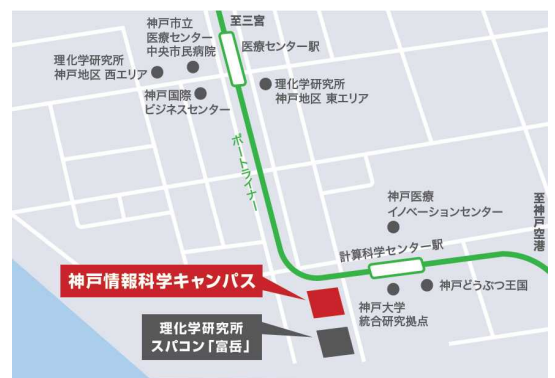 神戸市立
医療センター
中央市民病院
至三宮
医療センター駅
理化学研究所
神戸地区 西エリア
神戸国際
ビジネスセンター
理化学研究所
神戸地区 東エリア
ポートライナー
神戸医療
イノベーションセンター
至神戸空港
計算科学センター駅
神戸情報科学キャンパス
神戸どうぶつ王国
神戸大学
統合研究拠点
理化学研究所
スパコン「富岳」